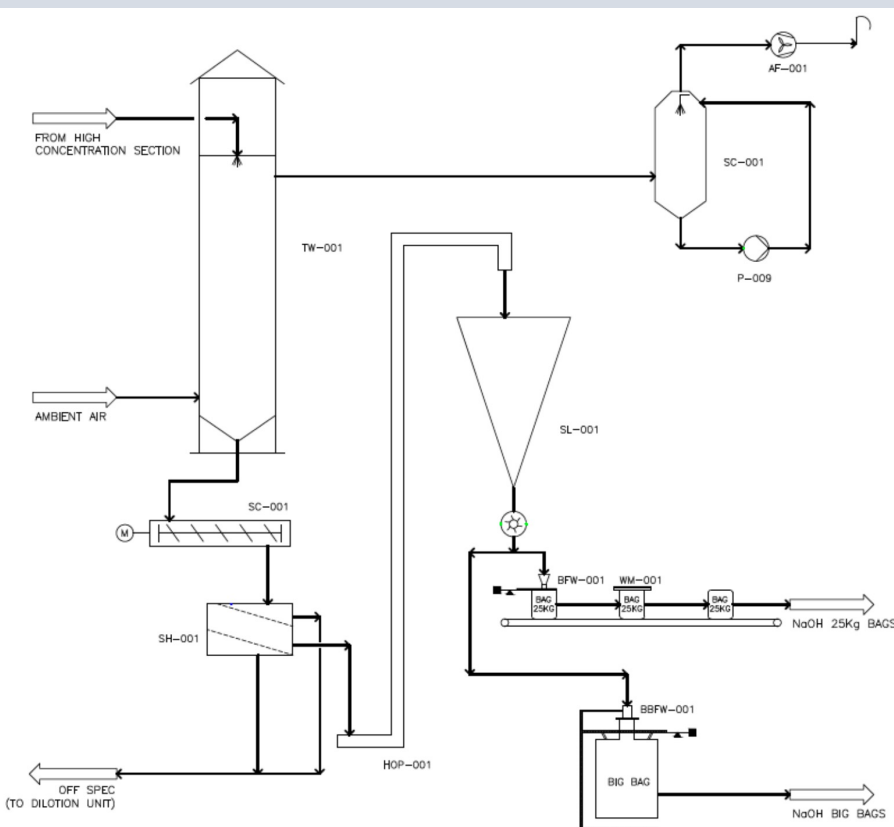 AF-001
FROM HIGH
CONCENTRATION SECTION
SC-001
TW-001
P-009
AMBIENT AIR
SL-001
SC-001
M
BFW-001
WM-001
BAG
25KG
BAG
25KG
BAG
25KG
NaOH 25Kg BAGS
SH-001
BBFW-001
HOP-001
BIG BAG
OFF SPEC
(TO DILOTION UNIT)
NaOH BIG BAGS